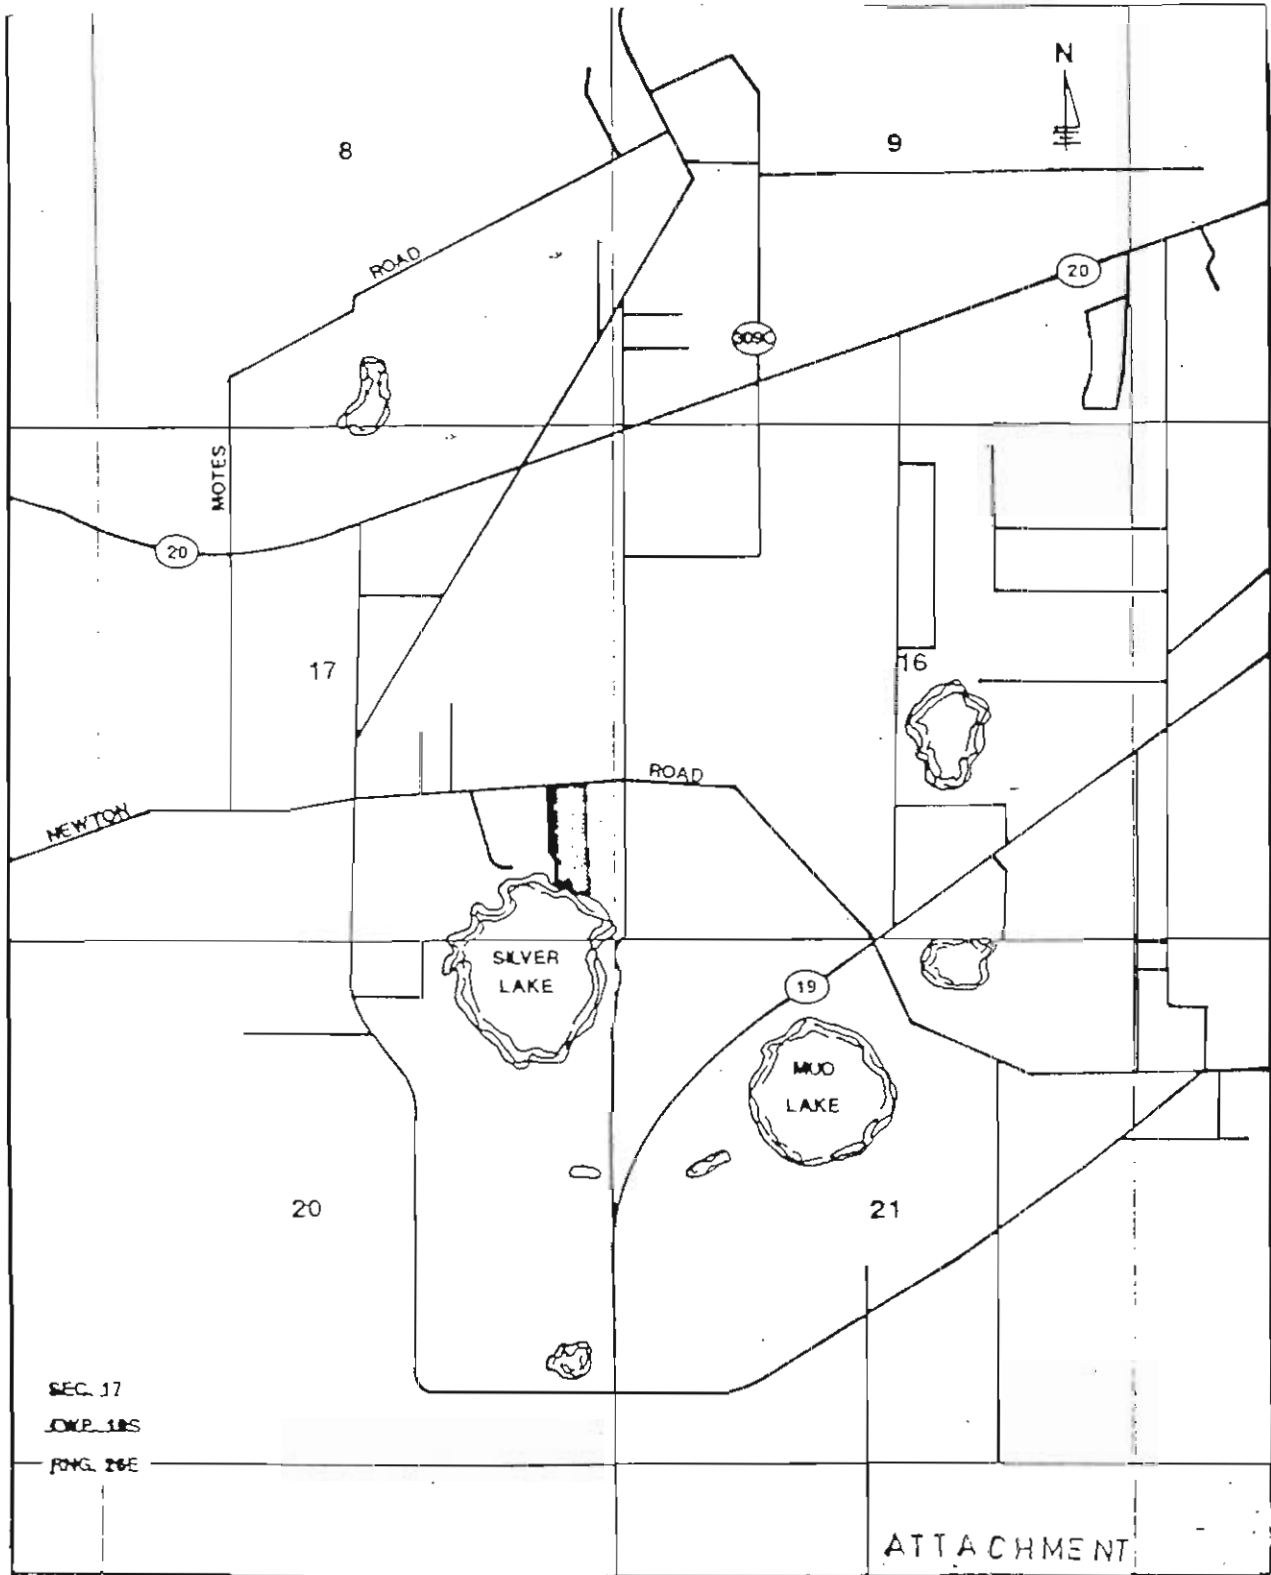 N
8
9
ROAD
20
309C
MOTES
20
17
16
ROAD
NEWTON
SILVER
LAKE
19
MUD
LAKE
20
21
SEC. 17
RNG. 26E
ATTACHMENT